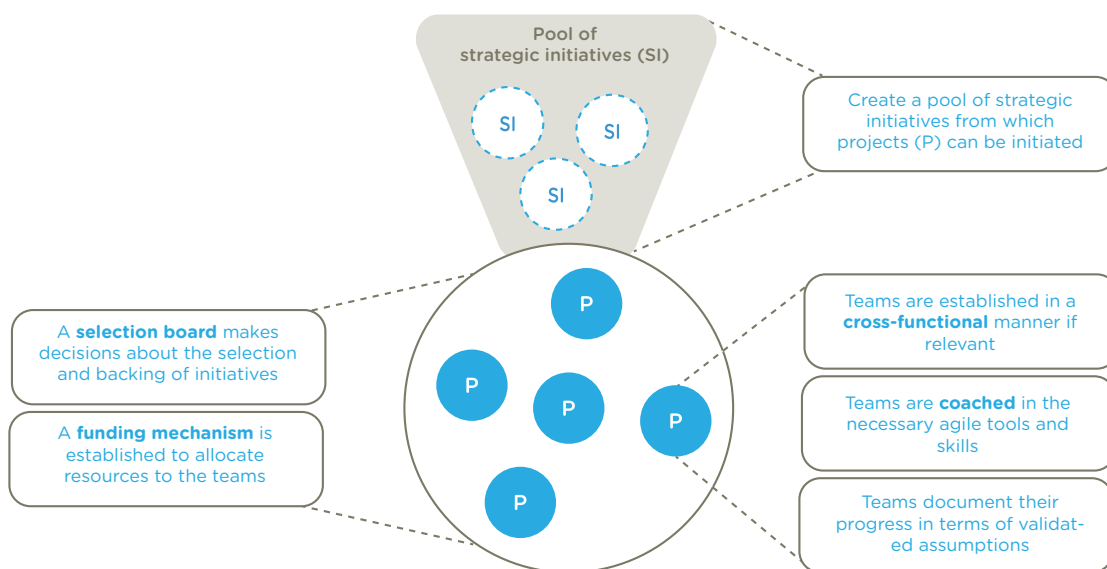 Pool of
strategic initiatives (SI)
SI
SI
SI
Create a pool of strategic
initiatives from which
projects (P) can be initiated
A selection board makes
decisions about the selection
and backing of initiatives
A funding mechanism is
established to allocate
resources to the teams
P
P
P
P
P
Teams are established in a
cross-functional manner if
relevant
Teams are coached in the
necessary agile tools and
skills
Teams document their
progress in terms of validat-
ed assumptions